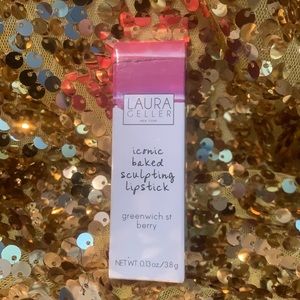 LAURA
GELLER
NEW YORK
iconic
baked
sculpting
lipstick
greenwich st
berry
NET WT. 0.13 oz./3.8 g